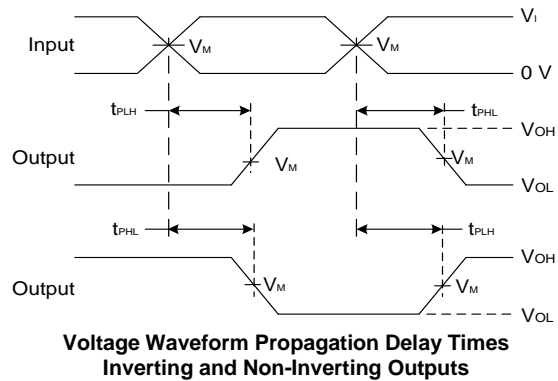 VI
Input
VM
VM
0 V
tPLH
tPHL
VOH
Output
VM
VM
VOL
tPHL
tPLH
VOH
Output
VM
VM
VOL
Voltage Waveform Propagation Delay Times
Inverting and Non-Inverting Outputs